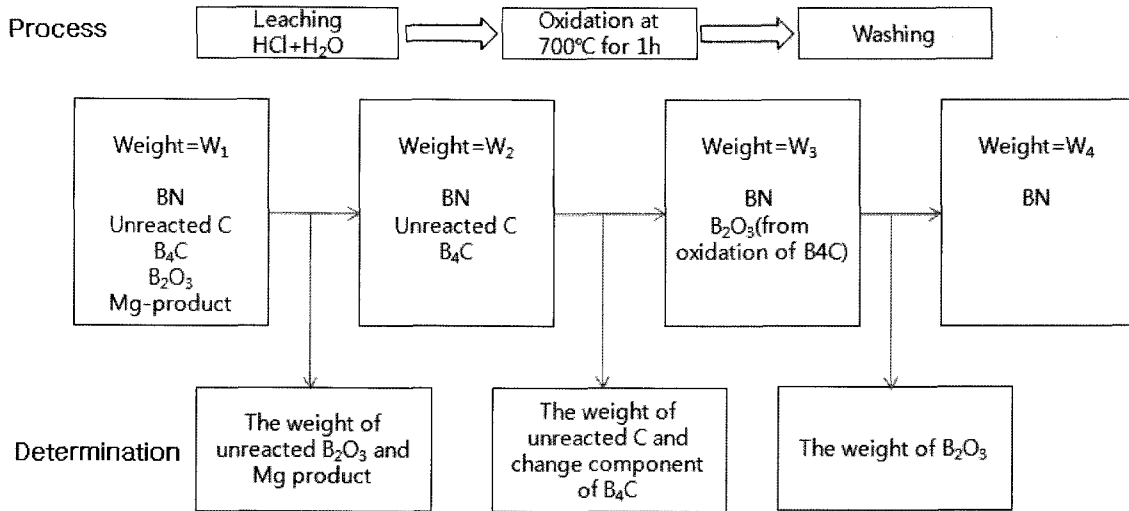 Process
Leaching
HCl+H₂O
Oxidation at
700℃ for 1h
Washing
Weight=W₁
BN
Unreacted C
B₄C
B₂O₃
Mg-product
Weight=W₂
BN
Unreacted C
B₄C
Weight=W₃
BN
B₂O₃(from
oxidation of B4C)
Weight=W₄
BN
Determination
The weight of
unreacted B₂O₃ and
Mg product
The weight of
unreacted C and
change component
of B₄C
The weight of B₂O₃